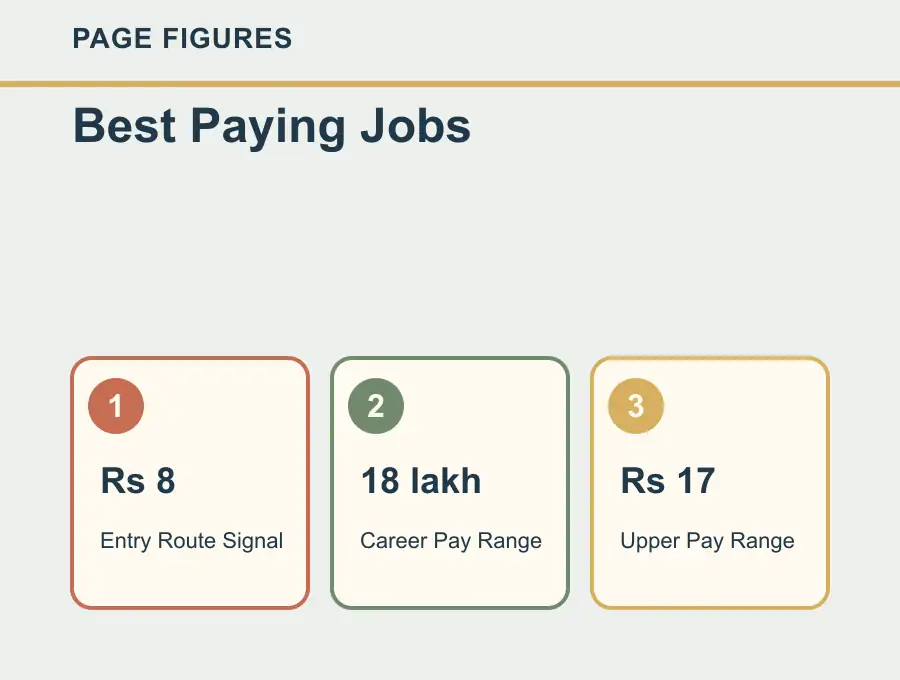 PAGE FIGURES
Best Paying Jobs
1
Rs 8
Entry Route Signal
2
18 lakh
Career Pay Range
3
Rs 17
Upper Pay Range